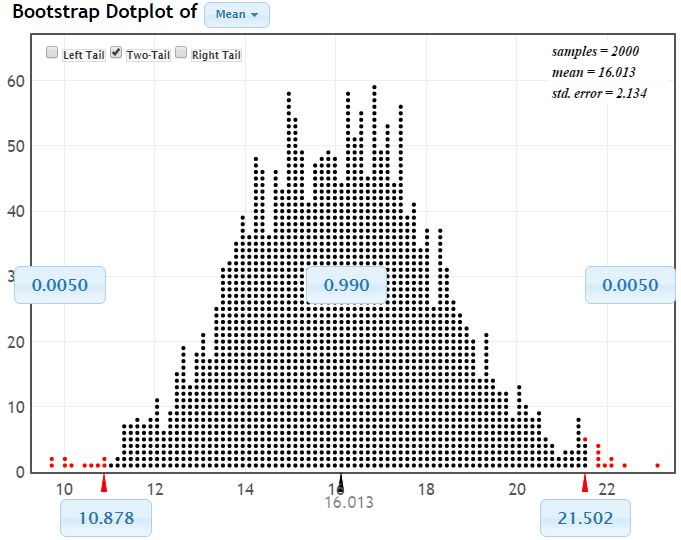 Bootstrap Dotplot of Mean
Left Tail Two-Tail Right Tail
samples = 2000
mean = 16.013
std. error = 2.134
60
50
40
30
0.0050 0.990 0.0050
20
10
0
10 12 14 16 18 20 22
16.013
10.878 21.502